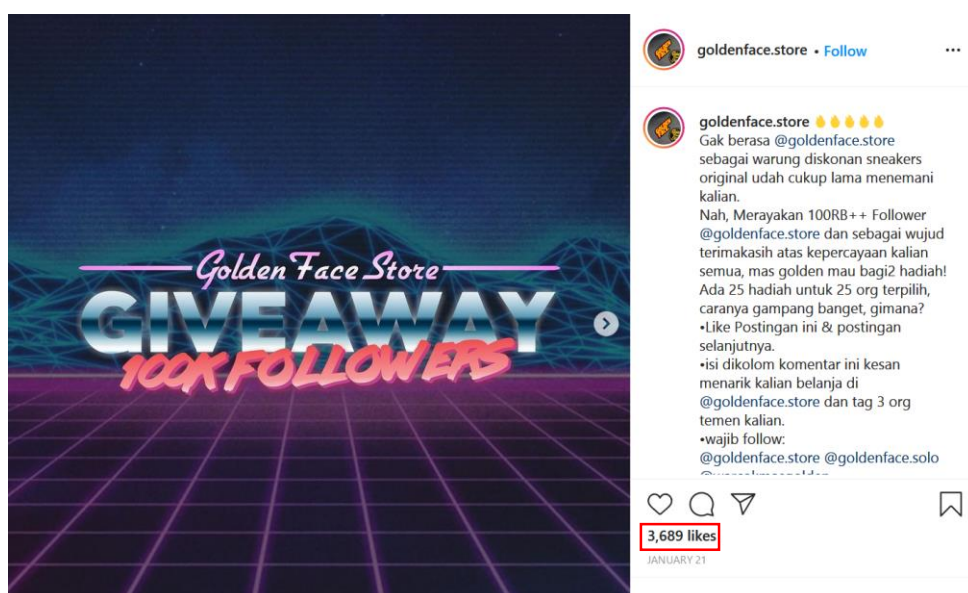 Golden Face Store
GIVEAWAY
100K FOLLOWERS
goldenface.store • Follow
goldenface.store
Gak berasa @goldenface.store
sebagai warung diskonan sneakers
original udah cukup lama menemani
kalian.
Nah, Merayakan 100RB++ Follower
@goldenface.store dan sebagai wujud
terimakasih atas kepercayaan kalian
semua, mas golden mau bagi2 hadiah!
Ada 25 hadiah untuk 25 org terpilih,
caranya gampang banget, gimana?
•Like Postingan ini & postingan
selanjutnya.
•isi dikolom komentar ini kesan
menarik kalian belanja di
@goldenface.store dan tag 3 org
temen kalian.
•wajib follow:
@goldenface.store @goldenface.solo
3,689 likes
JANUARY 21